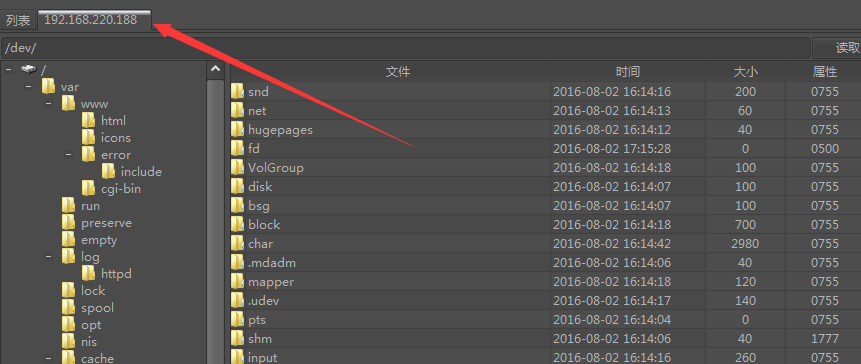 列表 192.168.220.188
/dev/ 读取
/
var
www
html
icons
error
include
cgi-bin
run
preserve
empty
log
httpd
lock
spool
opt
nis
cache
文件 时间 大小 属性
snd 2016-08-02 16:14:16 200 0755
net 2016-08-02 16:14:13 60 0755
hugepages 2016-08-02 16:14:12 40 0755
fd 2016-08-02 17:15:28 0 0500
VolGroup 2016-08-02 16:14:18 100 0755
disk 2016-08-02 16:14:07 100 0755
bsg 2016-08-02 16:14:07 100 0755
block 2016-08-02 16:14:18 700 0755
char 2016-08-02 16:14:42 2980 0755
.mdadm 2016-08-02 16:14:06 40 0755
mapper 2016-08-02 16:14:18 120 0755
.udev 2016-08-02 16:14:17 140 0755
pts 2016-08-02 16:14:04 0 0755
shm 2016-08-02 16:14:06 40 1777
input 2016-08-02 16:14:16 260 0755